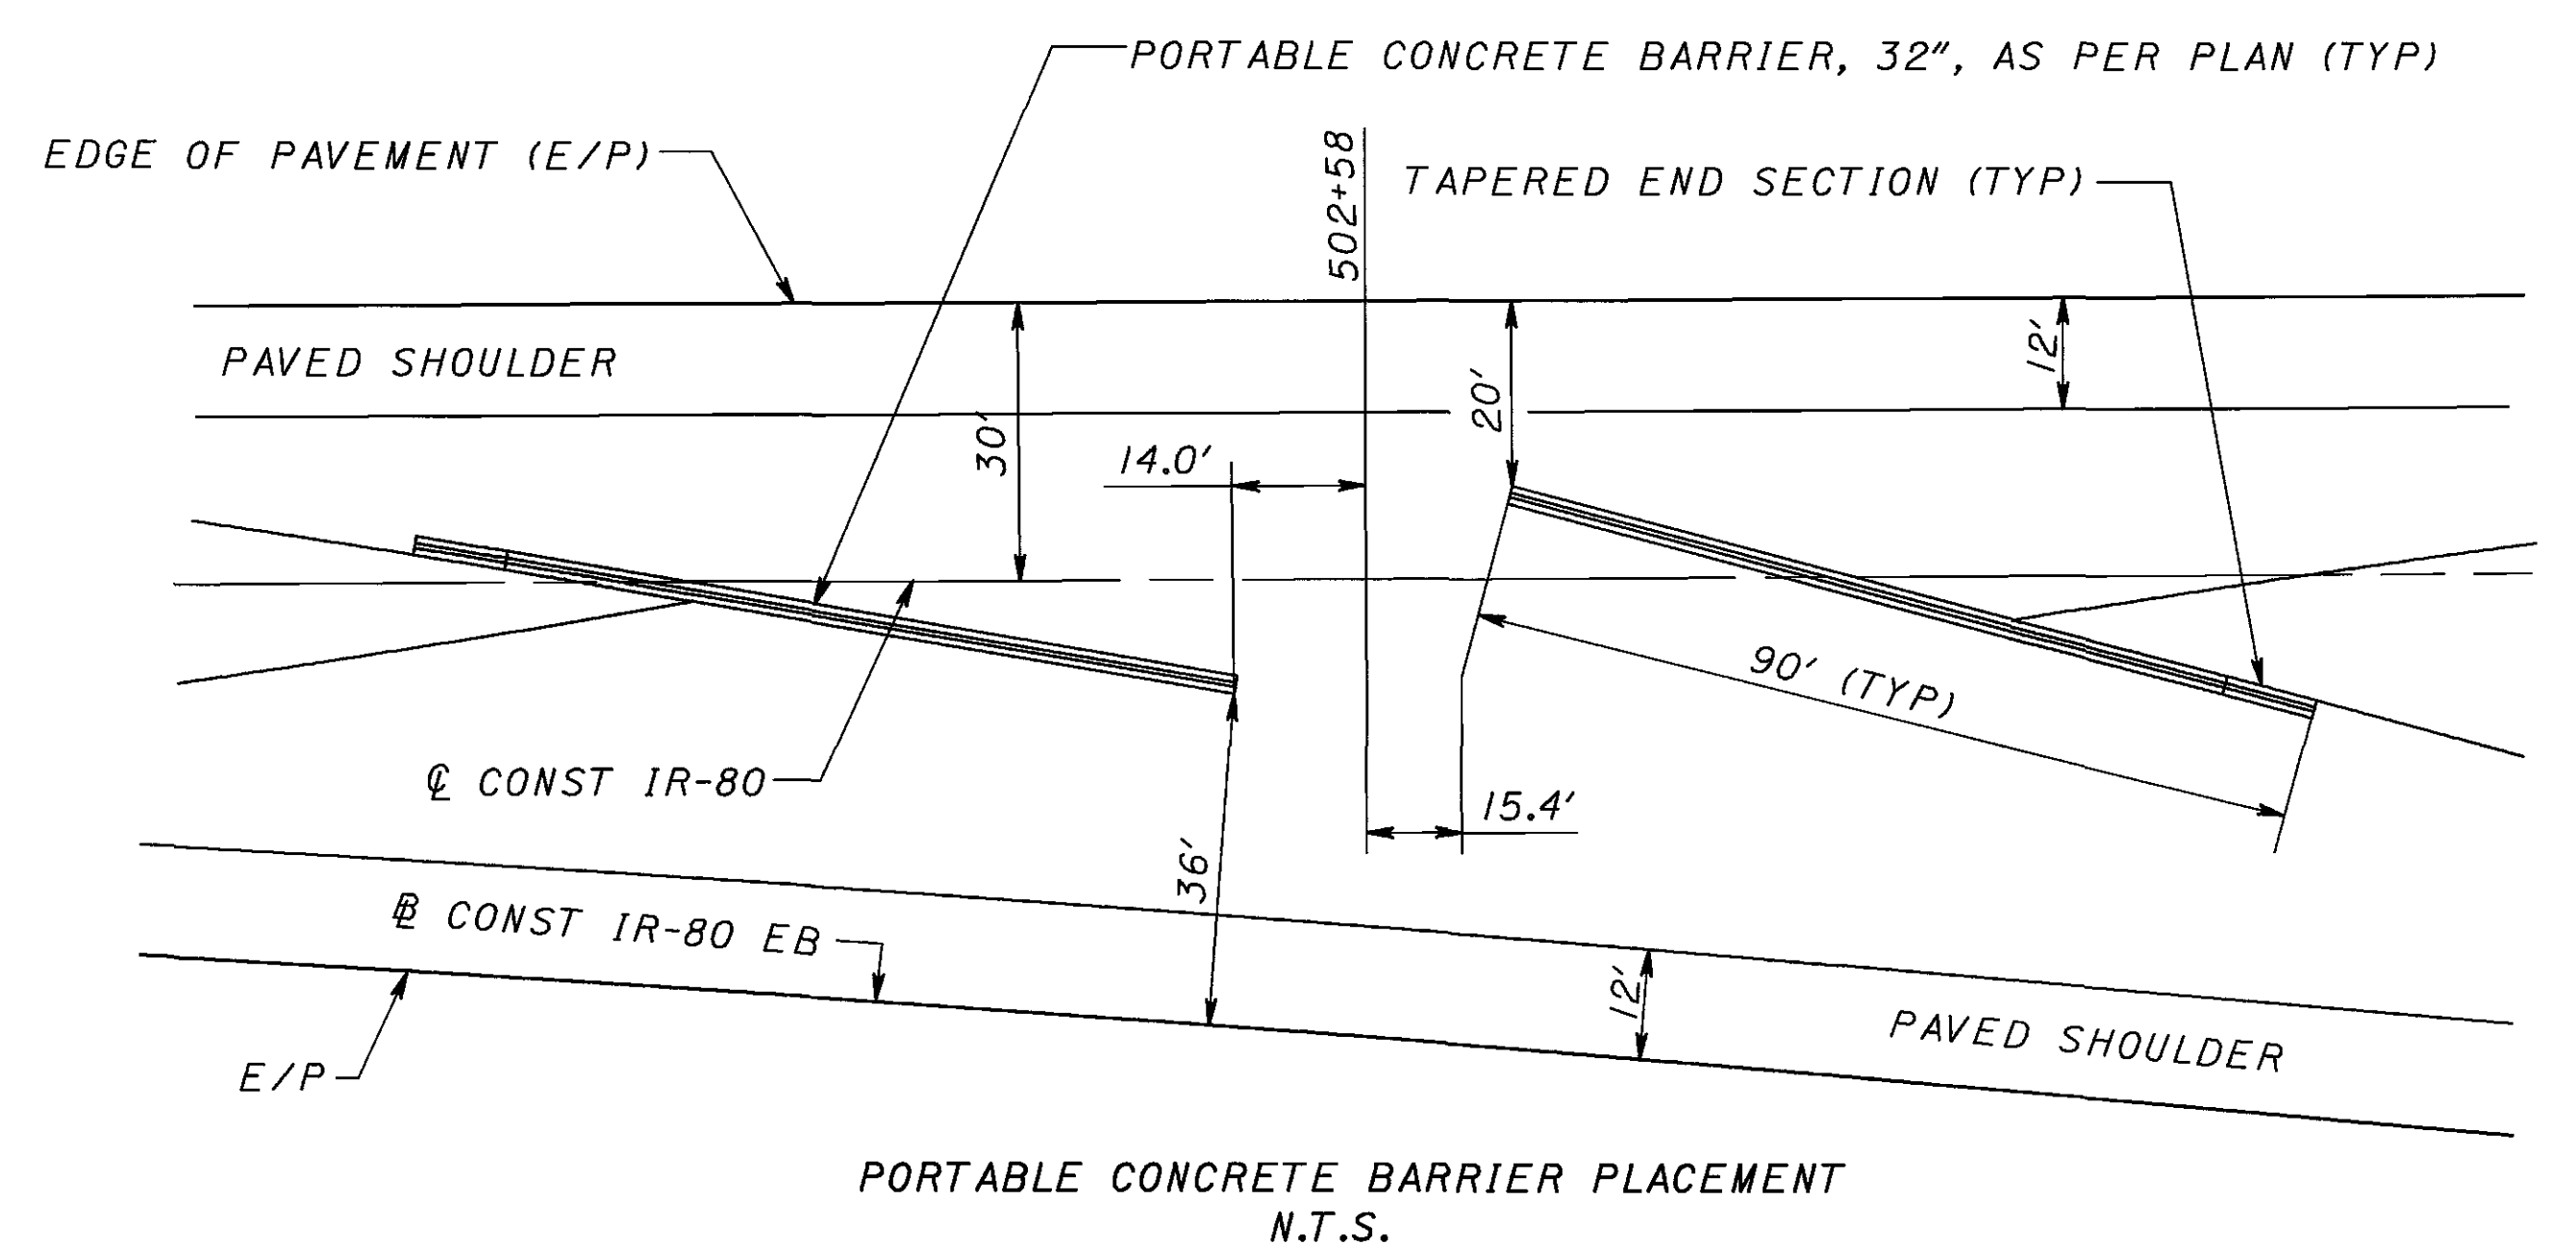 PORTABLE CONCRETE BARRIER, 32", AS PER PLAN (TYP)
EDGE OF PAVEMENT (E/P)
502+58
TAPERED END SECTION (TYP)
PAVED SHOULDER
30'
14.0'
20'
12'
90' (TYP)
℄ CONST IR-80
15.4'
36'
BL CONST IR-80 EB
12'
PAVED SHOULDER
E/P
PORTABLE CONCRETE BARRIER PLACEMENT
N.T.S.